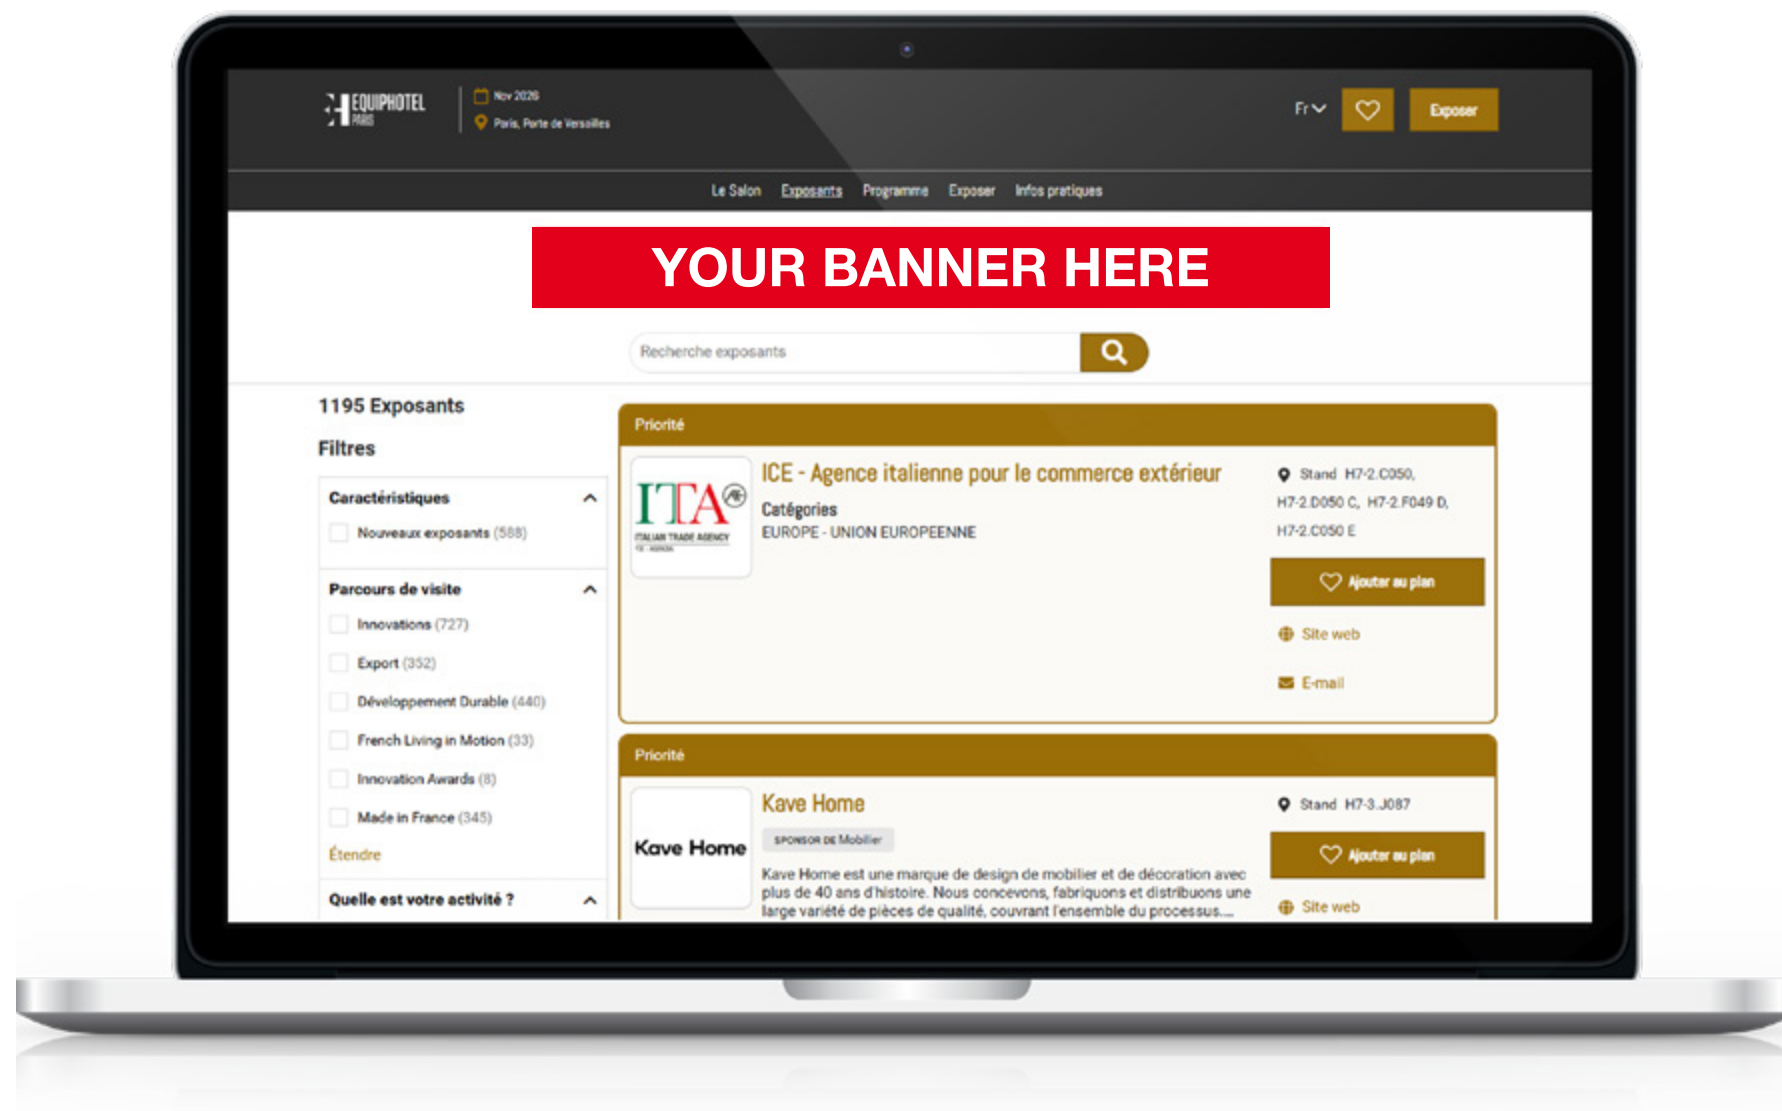 EQUIPHOTEL
PARIS
Nov 2026
Paris, Porte de Versailles
Fr
Exposer
Le Salon Exposants Programme Exposer Infos pratiques
YOUR BANNER HERE
Recherche exposants
1195 Exposants
Filtres
Caractéristiques
Nouveaux exposants (588)
Parcours de visite
Innovations (727)
Export (352)
Développement Durable (440)
French Living in Motion (33)
Innovation Awards (8)
Made in France (345)
Étendre
Quelle est votre activité ?
Priorité
ITA
ITALIAN TRADE AGENCY
ICE - Agence italienne pour le commerce extérieur
Catégories
EUROPE - UNION EUROPEENNE
Stand H7-2.C050,
H7-2.D050 C, H7-2.F049 D,
H7-2.C050 E
Ajouter au plan
Site web
E-mail
Priorité
Kave Home
Kave Home
SPONSOR DE Mobilier
Kave Home est une marque de design de mobilier et de décoration avec
plus de 40 ans d'histoire. Nous concevons, fabriquons et distribuons une
large variété de pièces de qualité, couvrant l'ensemble du processus....
Stand H7-3.J087
Ajouter au plan
Site web